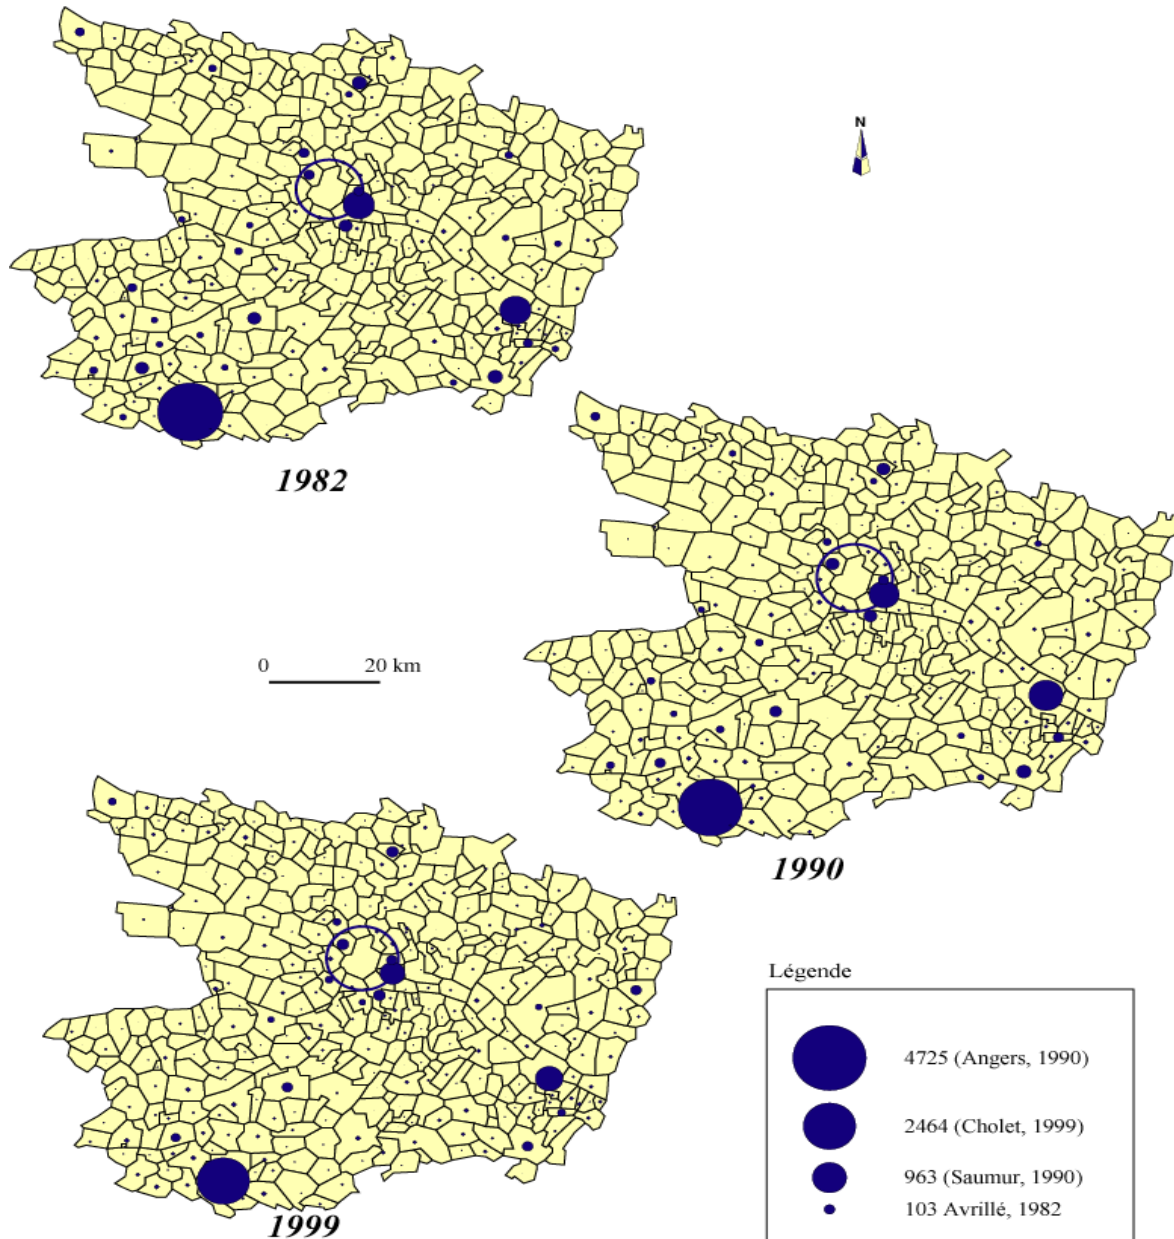 N
1982
0 20 km
1990
Légende
4725 (Angers, 1990)
2464 (Cholet, 1999)
963 (Saumur, 1990)
103 Avrillé, 1982
1999